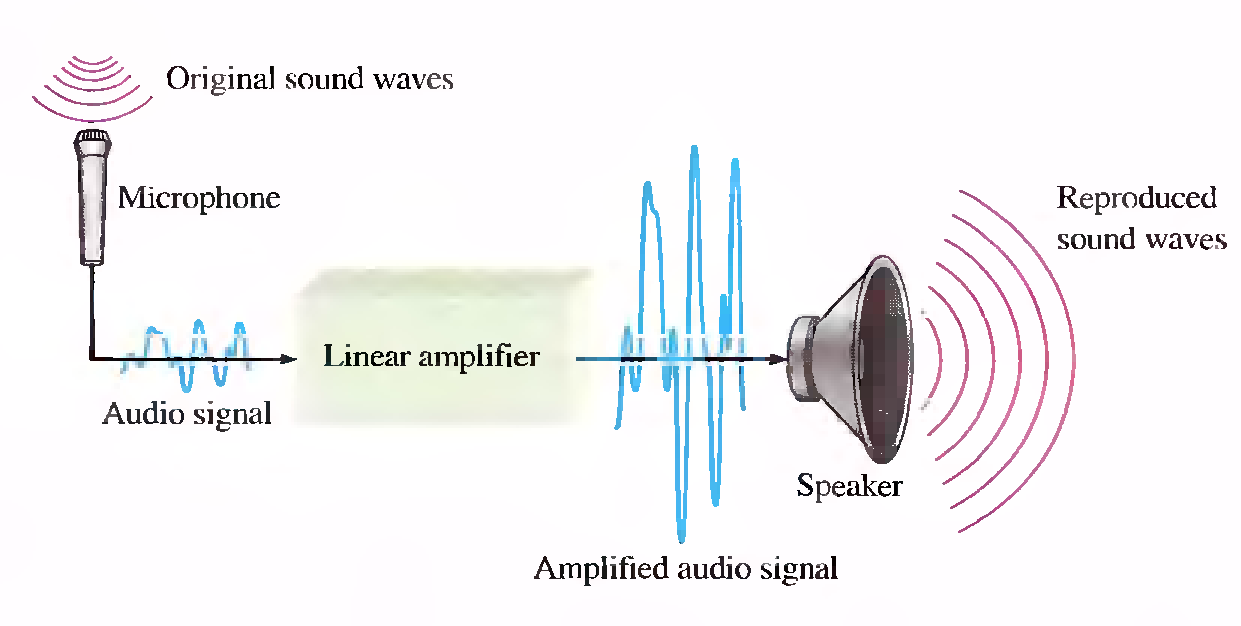 Original sound waves
Microphone
Reproduced
sound waves
Linear amplifier
Audio signal
Speaker
Amplified audio signal